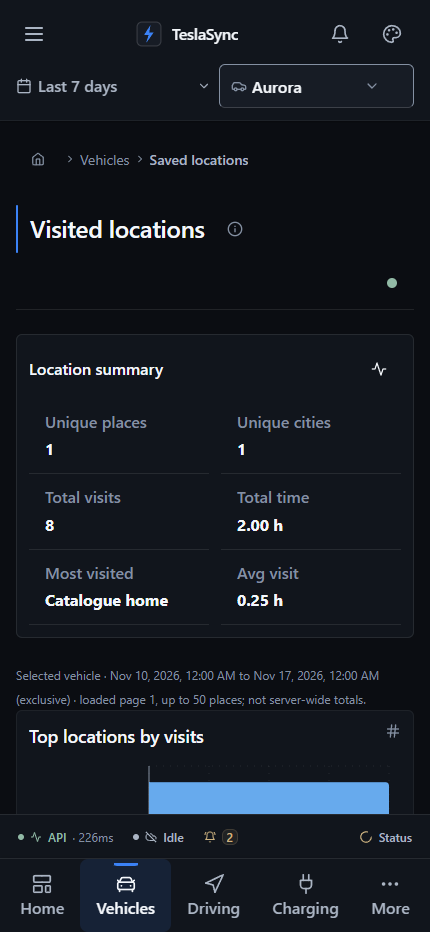 TeslaSync
Last 7 days
Aurora
Vehicles
Saved locations
Visited locations
Location summary
Unique places
1
Unique cities
1
Total visits
8
Total time
2.00 h
Most visited
Catalogue home
Avg visit
0.25 h
Selected vehicle · Nov 10, 2026, 12:00 AM to Nov 17, 2026, 12:00 AM
(exclusive) · loaded page 1, up to 50 places; not server-wide totals.
Top locations by visits
#
API · 226ms
Idle
2
Status
Home
Vehicles
Driving
Charging
More